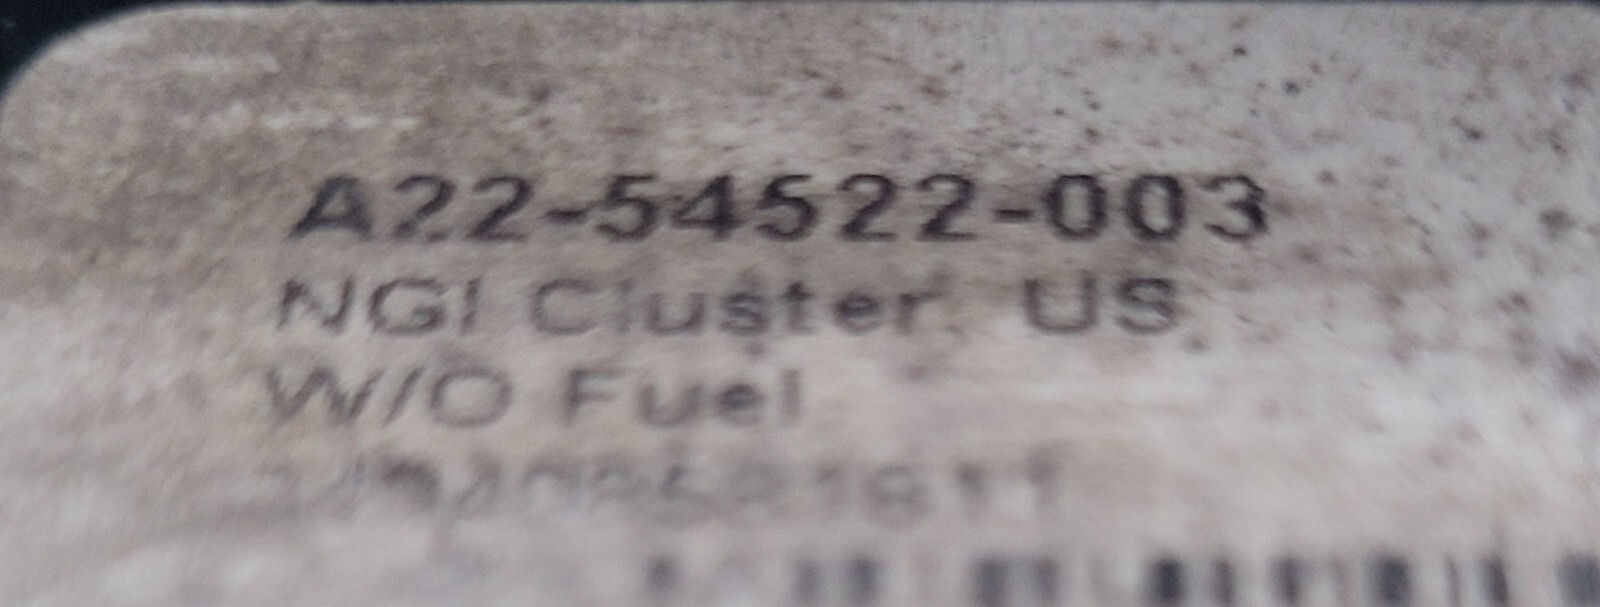 A22-54522-003
NGI Cluster, US
W/O Fuel